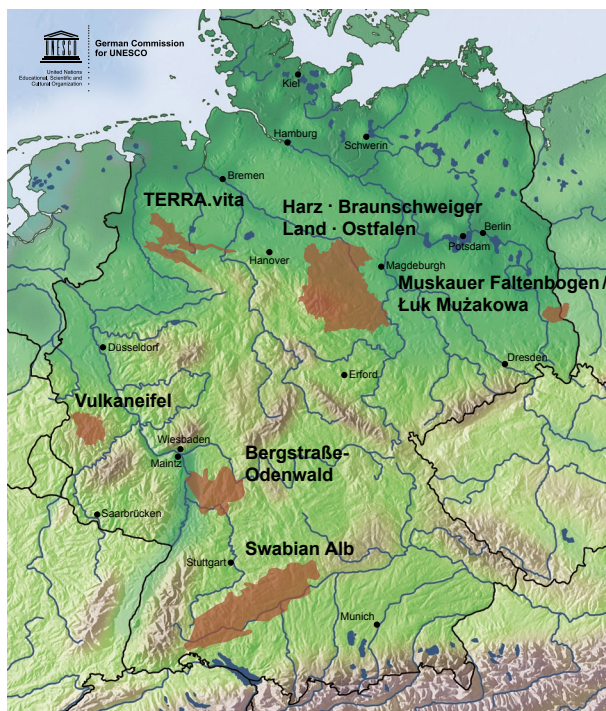 UNESCO
German Commission
for UNESCO
United Nations
Educational, Scientific and
Cultural Organization
Kiel
Hamburg
Schwerin
Bremen
TERRA.vita
Harz · Braunschweiger
Land · Ostfalen
Berlin
Potsdam
Hanover
Magdeburgh
Muskauer Faltenbogen /
Łuk Mużakowa
Düsseldorf
Dresden
Erford
Vulkaneifel
Wiesbaden
Maintz
Bergstraße-
Odenwald
Saarbrücken
Swabian Alb
Stuttgart
Munich